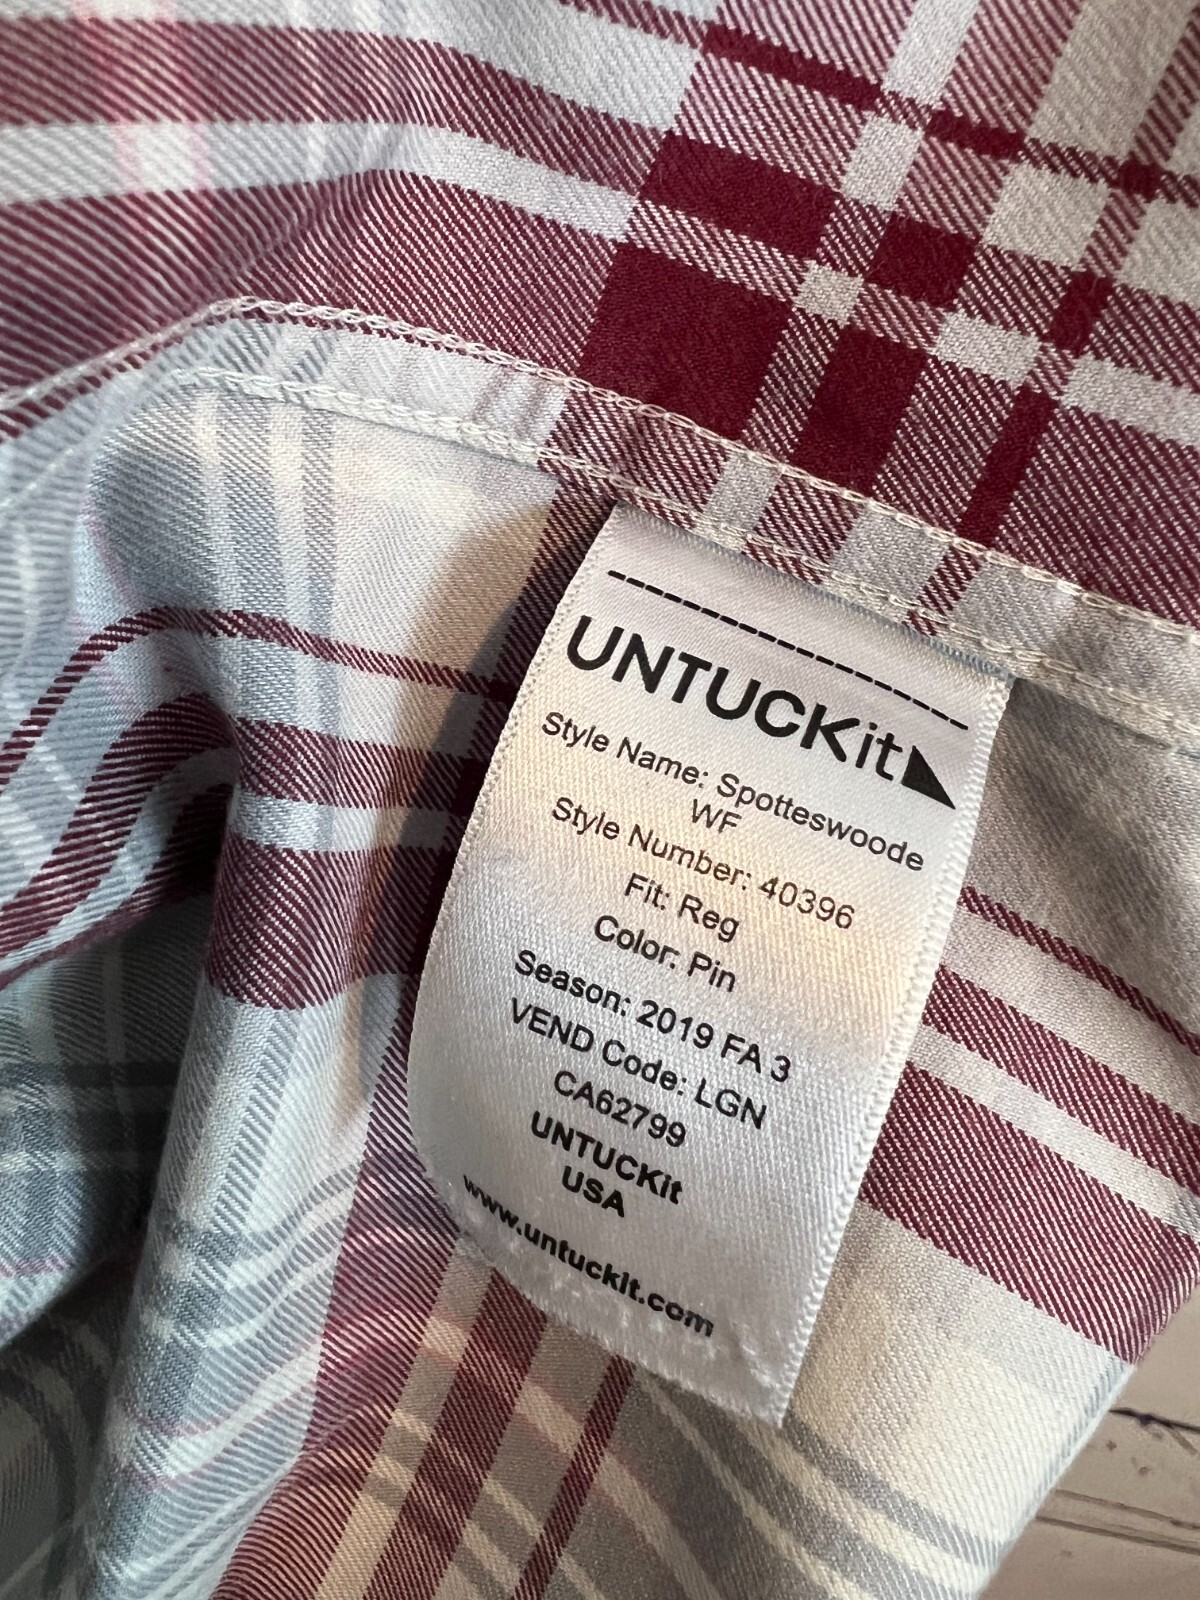 UNTUCKit
Style Name: Spotteswoode
WF
Style Number: 40396
Fit: Reg
Color: Pin
Season: 2019 FA 3
VEND Code: LGN
CA62799
UNTUCKit
USA
www.untuckit.com